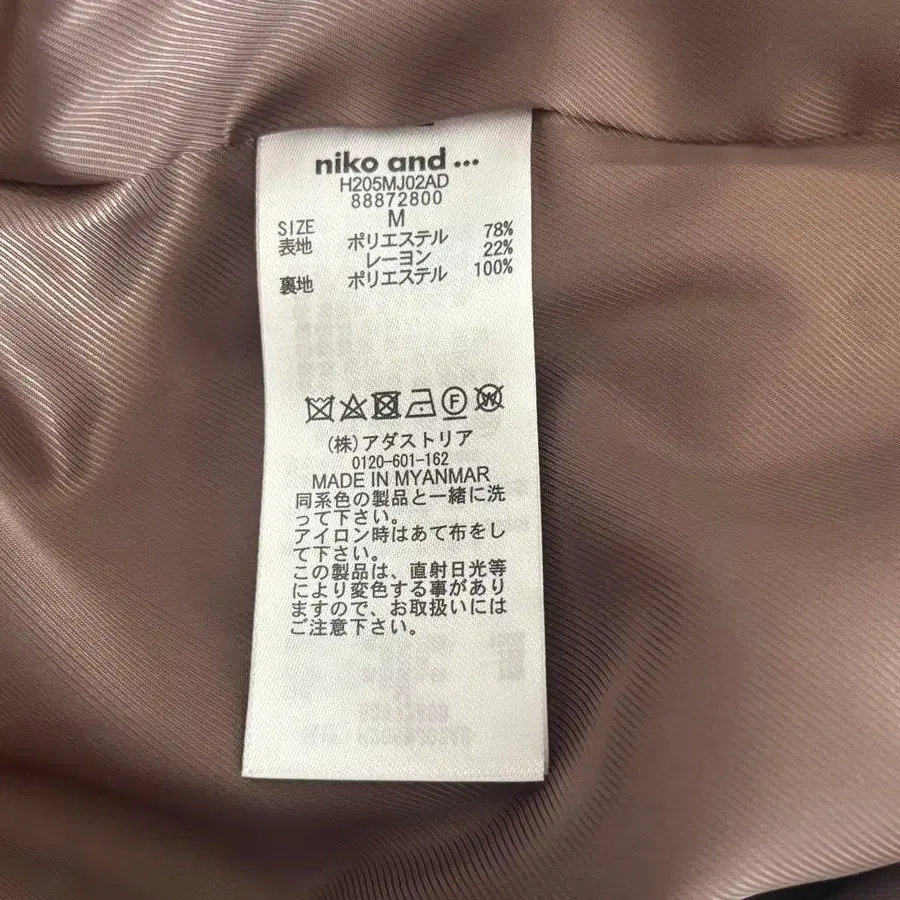 niko and ...
H205MJ02AD
88872800
SIZE M
表地 ポリエステル 78%
レーヨン 22%
裏地 ポリエステル 100%
F W
(株)アダストリア
0120-601-162
MADE IN MYANMAR
同系色の製品と一緒に洗
って下さい。
アイロン時はあて布をし
て下さい。
この製品は、直射日光等
により変色する事があり
ますので、お取扱いには
ご注意下さい。